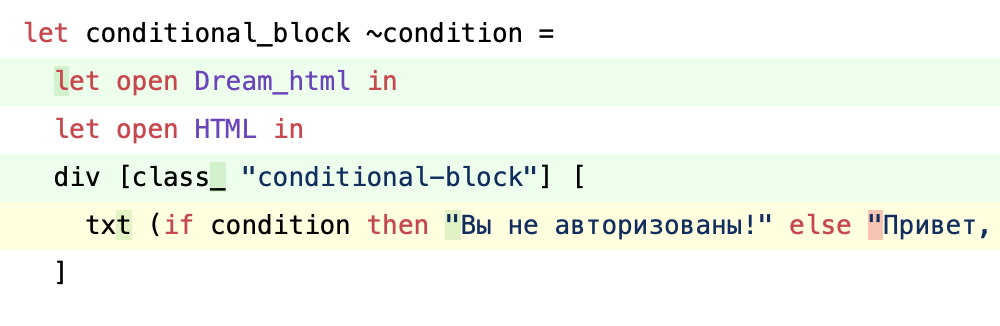 let conditional_block ~condition =
let open Dream_html in
let open HTML in
div [class_ "conditional-block"] [
txt (if condition then "Вы не авторизованы!" else "Привет,
]